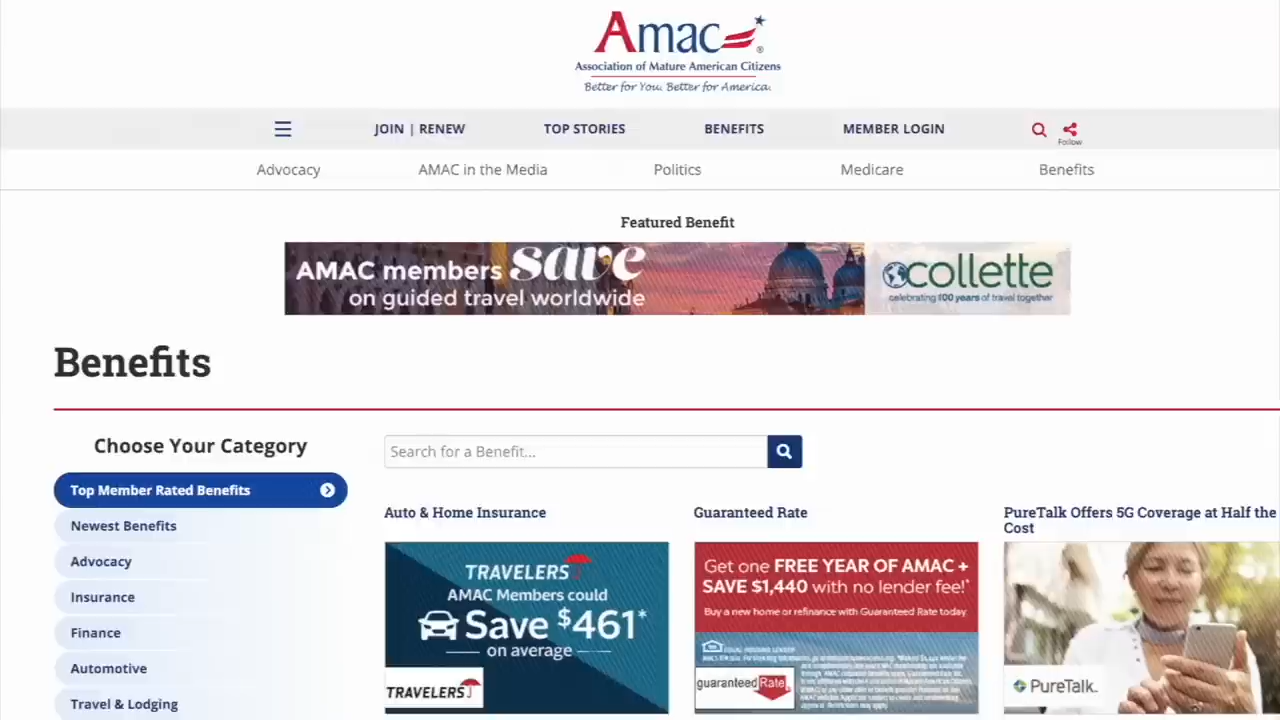 Amac
®
Association of Mature American Citizens
Better for You. Better for America.
JOIN | RENEW
TOP STORIES
BENEFITS
MEMBER LOGIN
Follow
Advocacy
AMAC in the Media
Politics
Medicare
Benefits
Featured Benefit
AMAC members save
on guided travel worldwide
collette
celebrating 100 years of travel together
Benefits
Choose Your Category
Search for a Benefit...
Top Member Rated Benefits
Newest Benefits
Advocacy
Insurance
Finance
Automotive
Travel & Lodging
Auto & Home Insurance
TRAVELERS
AMAC Members could
Save $461*
on average
TRAVELERS
Guaranteed Rate
Get one FREE YEAR OF AMAC +
SAVE $1,440 with no lender fee!*
Buy a new home or refinance with Guaranteed Rate today.
EQUAL HOUSING LENDER
guaranteed Rate
PureTalk Offers 5G Coverage at Half the
Cost
PureTalk.